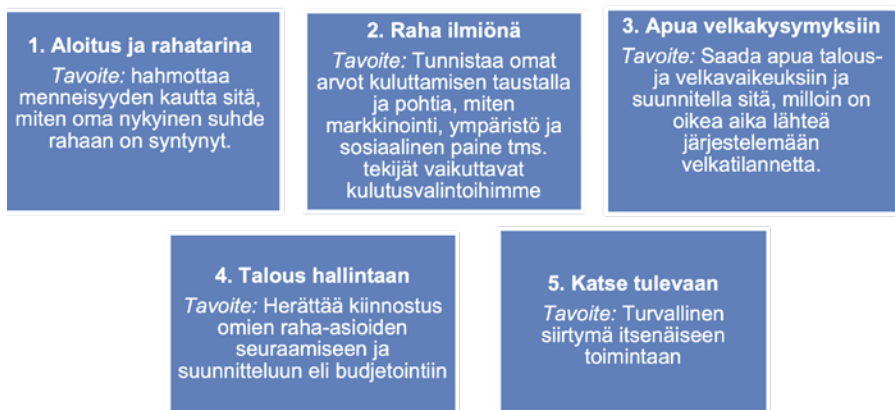 1. Aloitus ja rahatarina
Tavoite: hahmottaa
menneisyyden kautta sitä,
miten oma nykyinen suhde
rahaan on syntynyt.
2. Raha ilmiönä
Tavoite: Tunnistaa omat
arvot kuluttamisen taustalla
ja pohtia, miten
markkinointi, ympäristö ja
sosiaalinen paine tms.
tekijät vaikuttavat
kulutusvalintoihimme
3. Apua velkakysymyksiin
Tavoite: Saada apua talous-
ja velkavaikeuksiin ja
suunnitella sitä, milloin on
oikea aika lähteä
järjestelemään
velkatilannetta.
4. Talous hallintaan
Tavoite: Herättää kiinnostus
omien raha-asioiden
seuraamiseen ja
suunnitteluun eli budjetointiin
5. Katse tulevaan
Tavoite: Turvallinen
siirtymä itsenäiseen
toimintaan